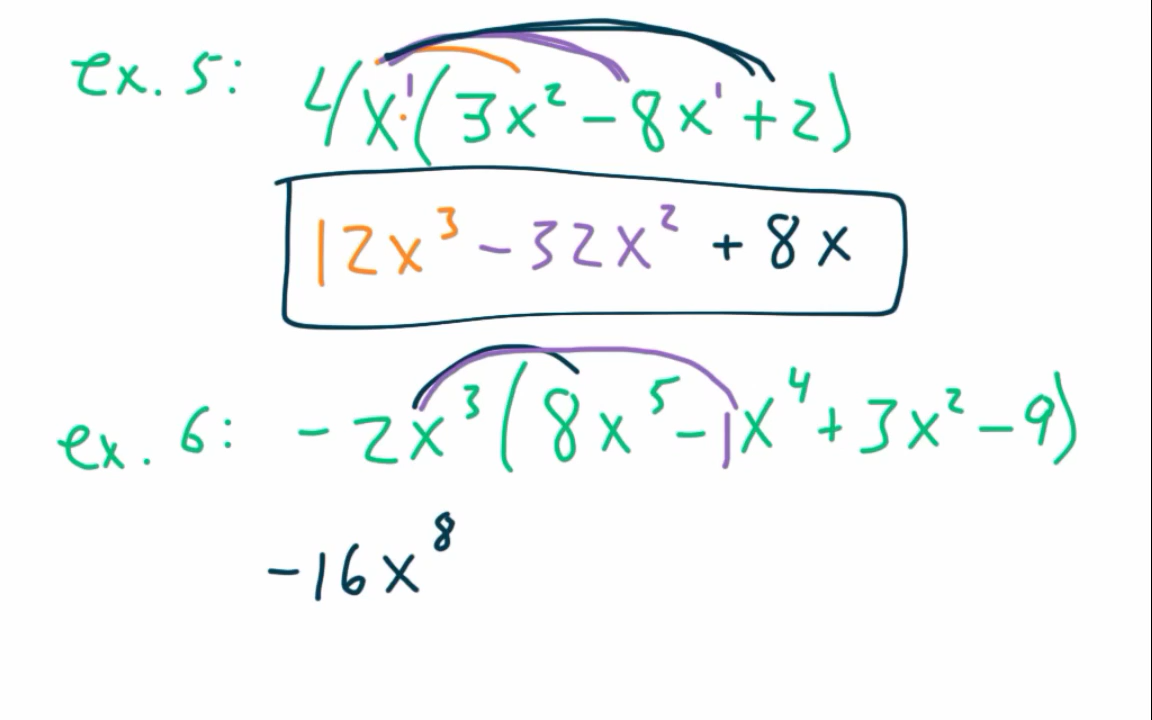 ex. 5: 4x¹·(3x² - 8x¹ + 2)
12x³ - 32x² + 8x
ex. 6: -2x³(8x⁵ - 1x⁴ + 3x² - 9)
-16x⁸